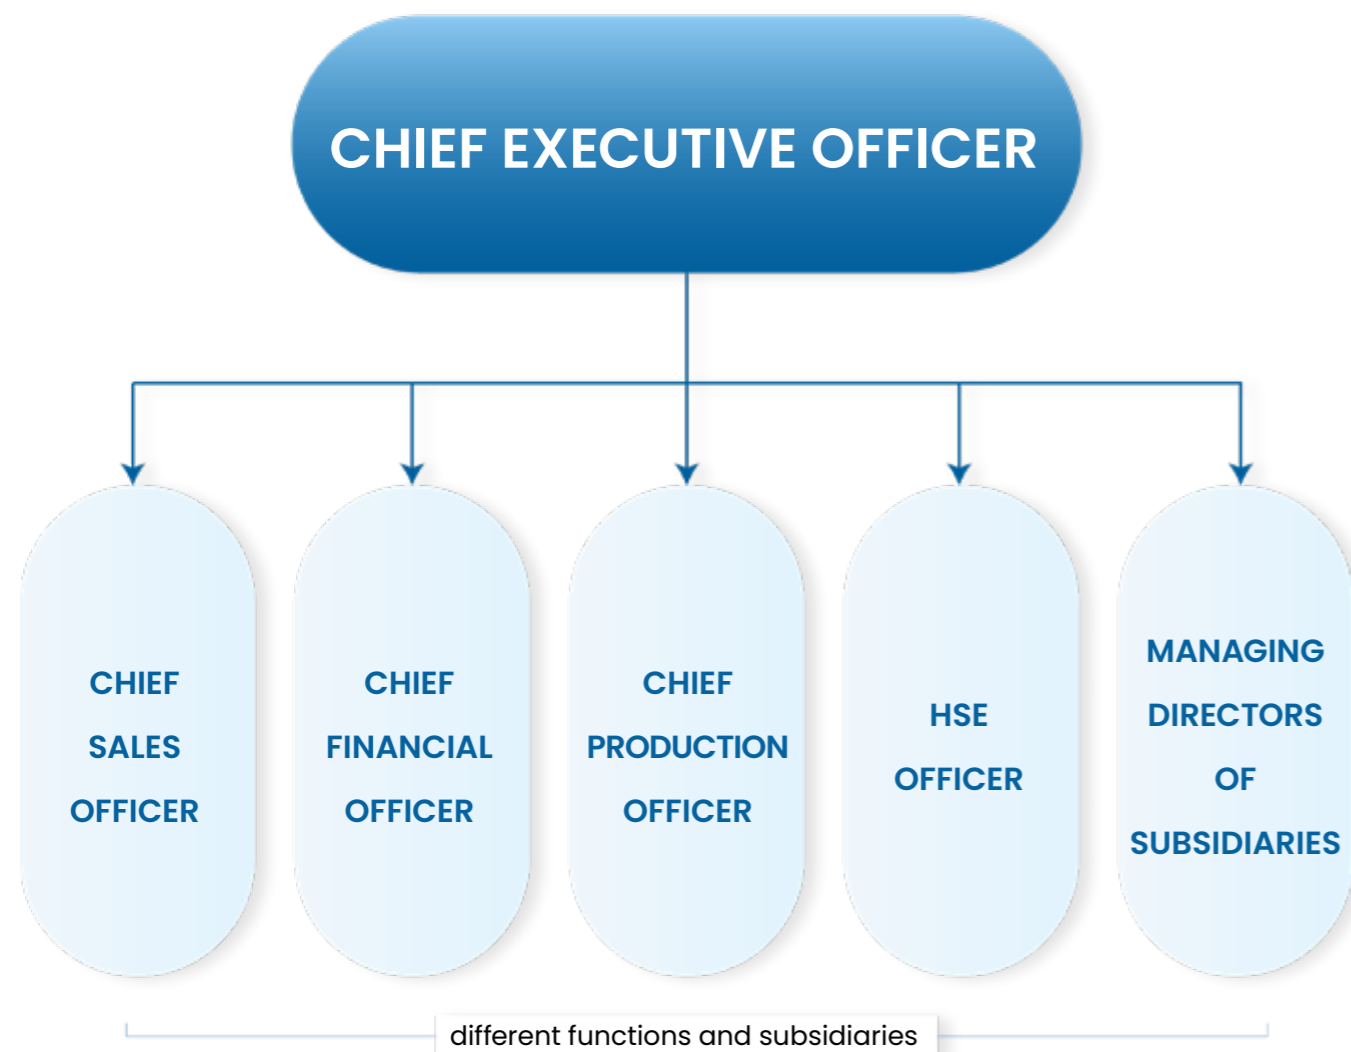 CHIEF EXECUTIVE OFFICER
CHIEF
SALES
OFFICER
CHIEF
FINANCIAL
OFFICER
CHIEF
PRODUCTION
OFFICER
HSE
OFFICER
MANAGING
DIRECTORS
OF
SUBSIDIARIES
different functions and subsidiaries